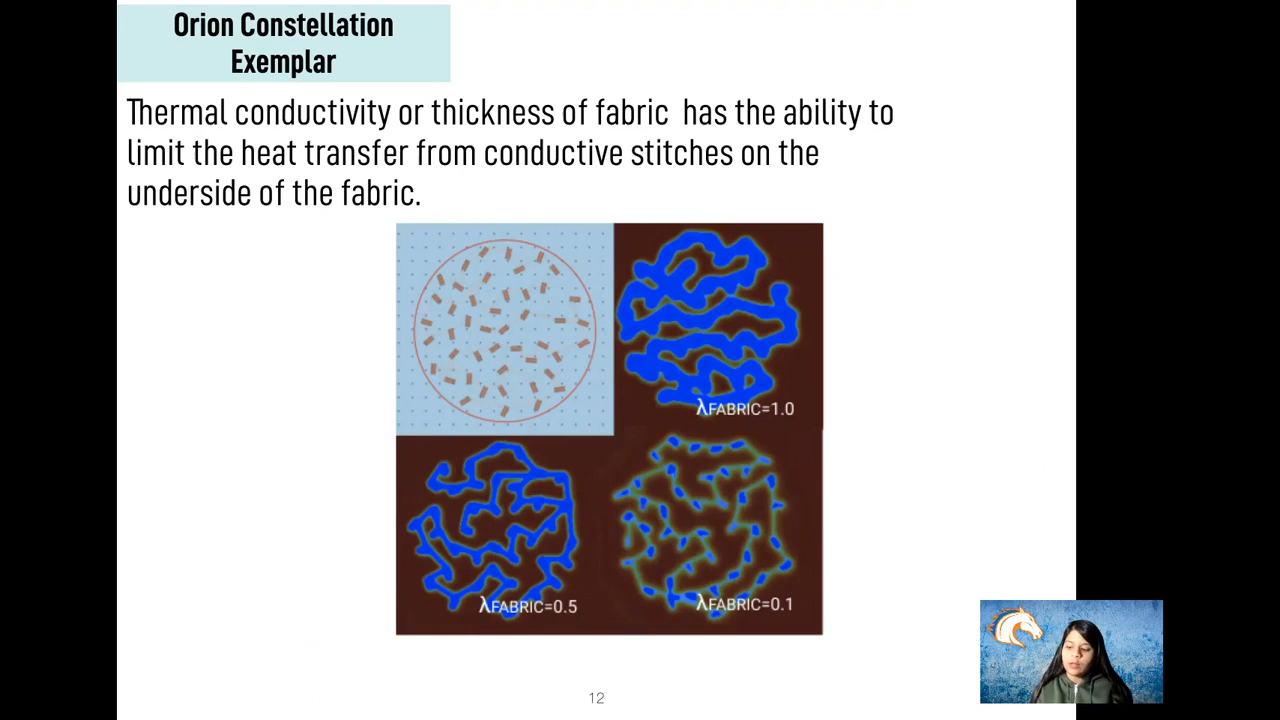 Orion Constellation
Exemplar
Thermal conductivity or thickness of fabric has the ability to
limit the heat transfer from conductive stitches on the
underside of the fabric.
λFABRIC=1.0
λFABRIC=0.5
λFABRIC=0.1
12